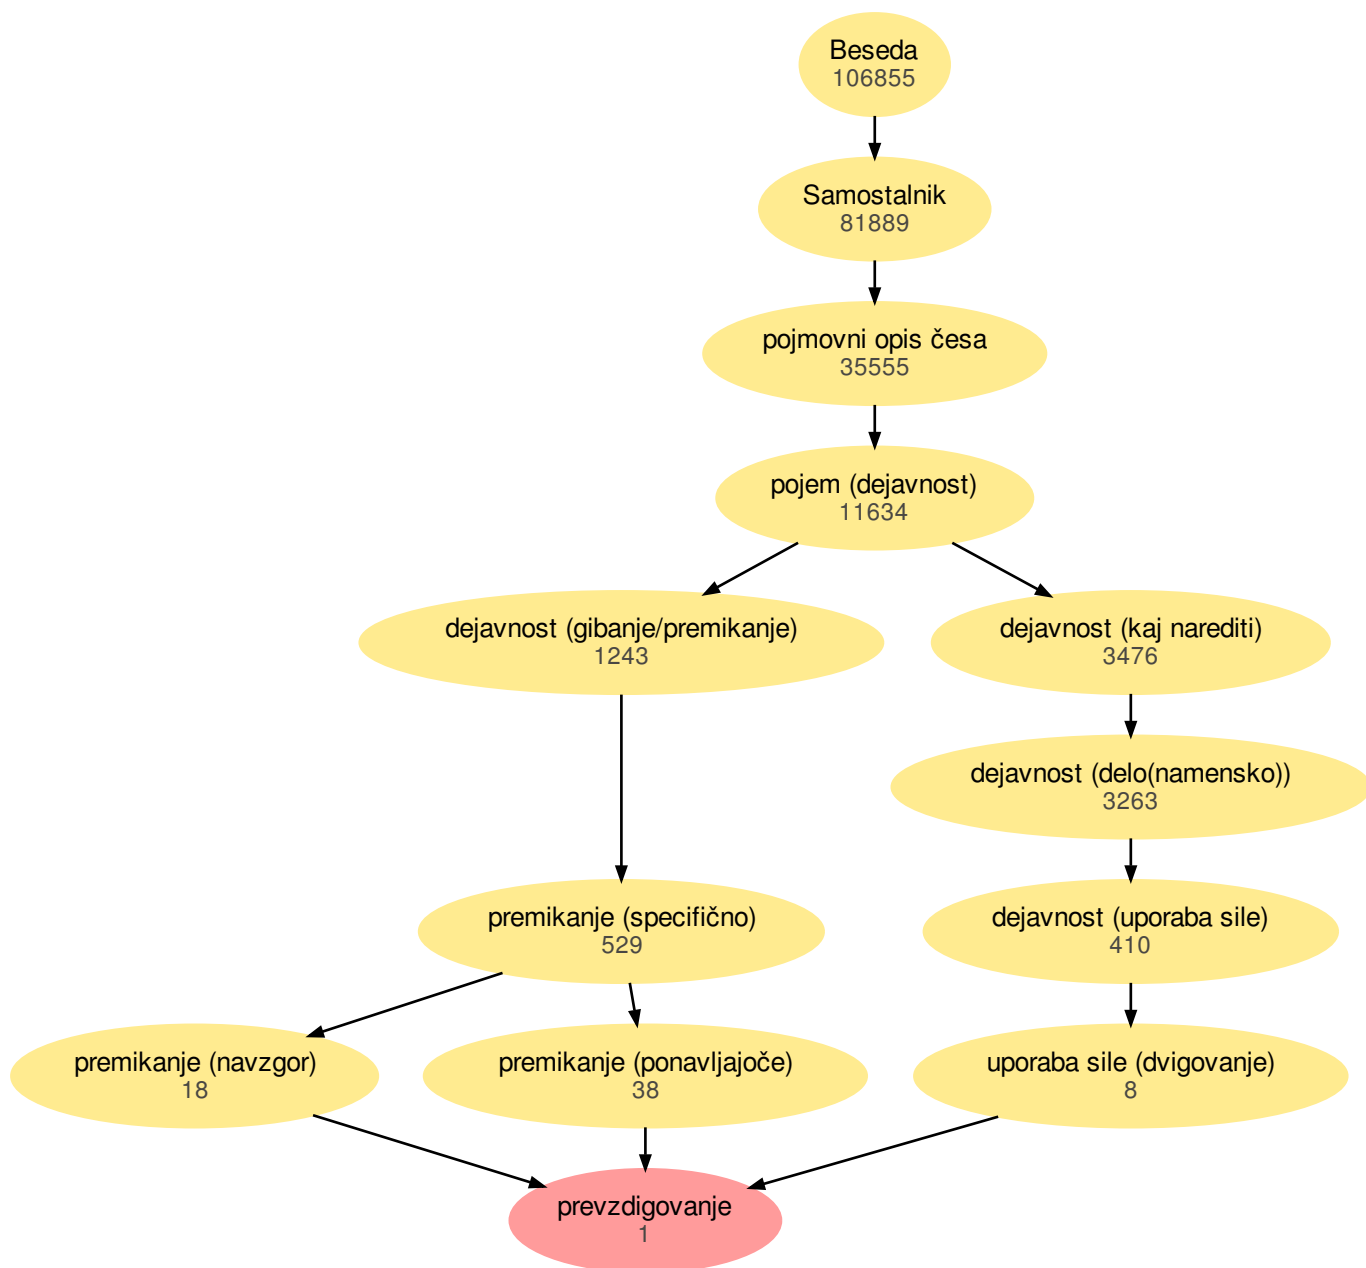 Beseda
106855
Samostalnik
81889
pojmovni opis česa
35555
pojem (dejavnost)
11634
dejavnost (gibanje/premikanje)
1243
dejavnost (kaj narediti)
3476
dejavnost (delo(namensko))
3263
premikanje (specifično)
529
dejavnost (uporaba sile)
410
premikanje (navzgor)
18
premikanje (ponavljajoče)
38
uporaba sile (dvigovanje)
8
prevzdigovanje
1